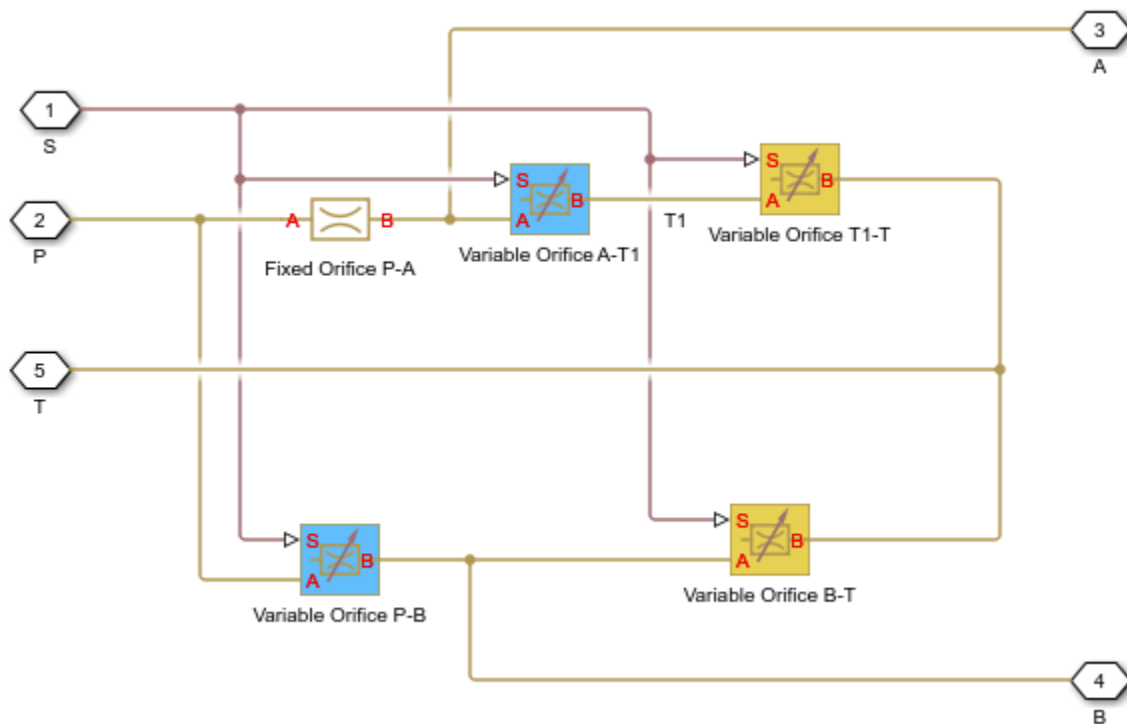 3
A
1
S
S
B
A
T1
Variable Orifice T1-T
S
B
A
Variable Orifice A-T1
2
P
A
B
Fixed Orifice P-A
5
T
S
B
A
Variable Orifice P-B
S
B
A
Variable Orifice B-T
4
B